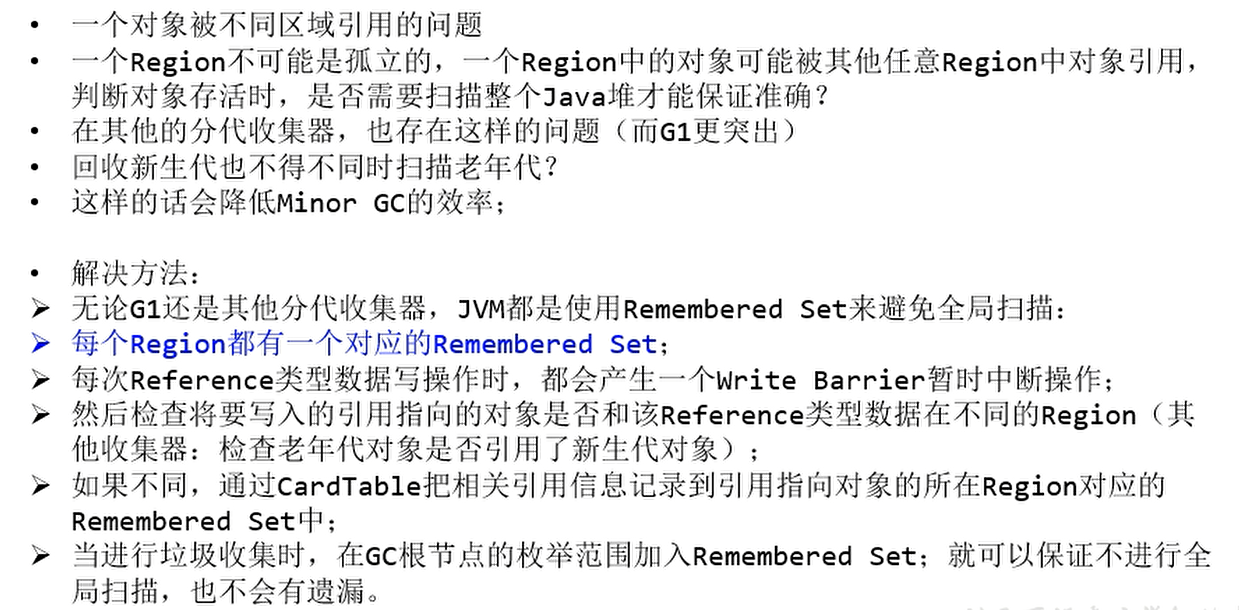 • 一个对象被不同区域引用的问题
• 一个Region不可能是孤立的，一个Region中的对象可能被其他任意Region中对象引用，
判断对象存活时，是否需要扫描整个Java堆才能保证准确？
• 在其他的分代收集器，也存在这样的问题（而G1更突出）
• 回收新生代也不得不同时扫描老年代？
• 这样的话会降低Minor GC的效率；
• 解决方法：
➢ 无论G1还是其他分代收集器，JVM都是使用Remembered Set来避免全局扫描：
➢ 每个Region都有一个对应的Remembered Set；
➢ 每次Reference类型数据写操作时，都会产生一个Write Barrier暂时中断操作；
➢ 然后检查将要写入的引用指向的对象是否和该Reference类型数据在不同的Region（其
他收集器：检查老年代对象是否引用了新生代对象）；
➢ 如果不同，通过CardTable把相关引用信息记录到引用指向对象的所在Region对应的
Remembered Set中；
➢ 当进行垃圾收集时，在GC根节点的枚举范围加入Remembered Set；就可以保证不进行全
局扫描，也不会有遗漏。